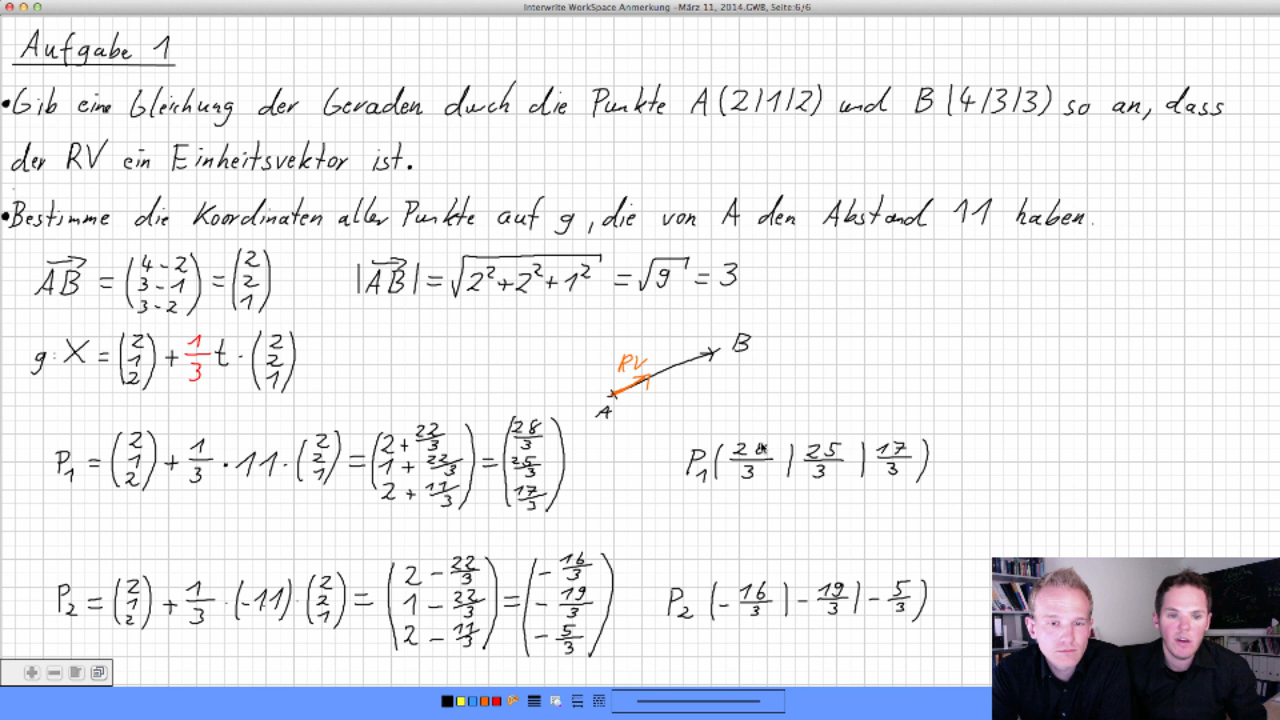 Interwrite WorkSpace Anmerkung - März 11, 2014.GWB, Seite:6/6
Aufgabe 1
•Gib eine Gleichung der Geraden durch die Punkte A(2|1|2) und B(4|3|3) so an, dass
der RV ein Einheitsvektor ist.
•Bestimme die Koordinaten aller Punkte auf g, die von A den Abstand 11 haben.
AB = (4-2 3-1 3-2) = (2 2 1) |AB| = √2²+2²+1² = √9 = 3
g: X = (2 1 2) + 1/3 t · (2 2 1)
RV
B
A
P₁ = (2 1 2) + 1/3 · 11 · (2 2 1) = (2 + 22/3 1 + 22/3 2 + 11/3) = (28/3 25/3 17/3) P₁(28/3 | 25/3 | 17/3)
P₂ = (2 1 2) + 1/3 · (-11) · (2 2 1) = (2 - 22/3 1 - 22/3 2 - 11/3) = (-16/3 -19/3 -5/3) P₂(-16/3 | -19/3 | -5/3)